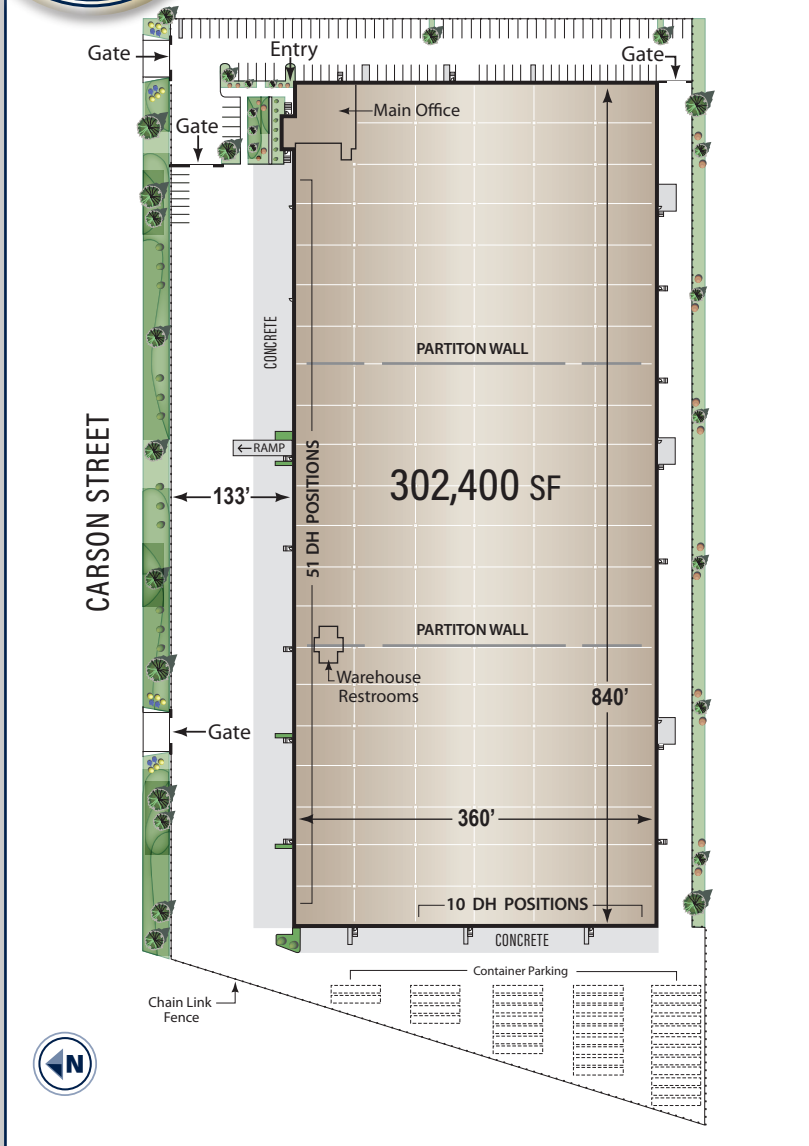 Entry
Gate
Gate
Main Office
Gate
CONCRETE
PARTITON WALL
RAMP
51 DH POSITIONS
302,400 SF
CARSON STREET
133’
PARTITON WALL
Warehouse
Restrooms
840’
Gate
360’
10 DH POSITIONS
CONCRETE
Container Parking
Chain Link
Fence
N